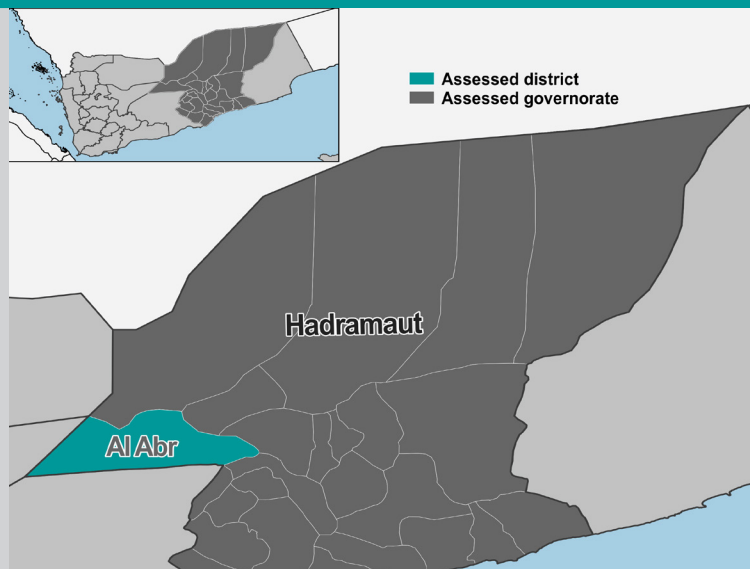 Assessed district
Assessed governorate
Hadramaut
Al Abr